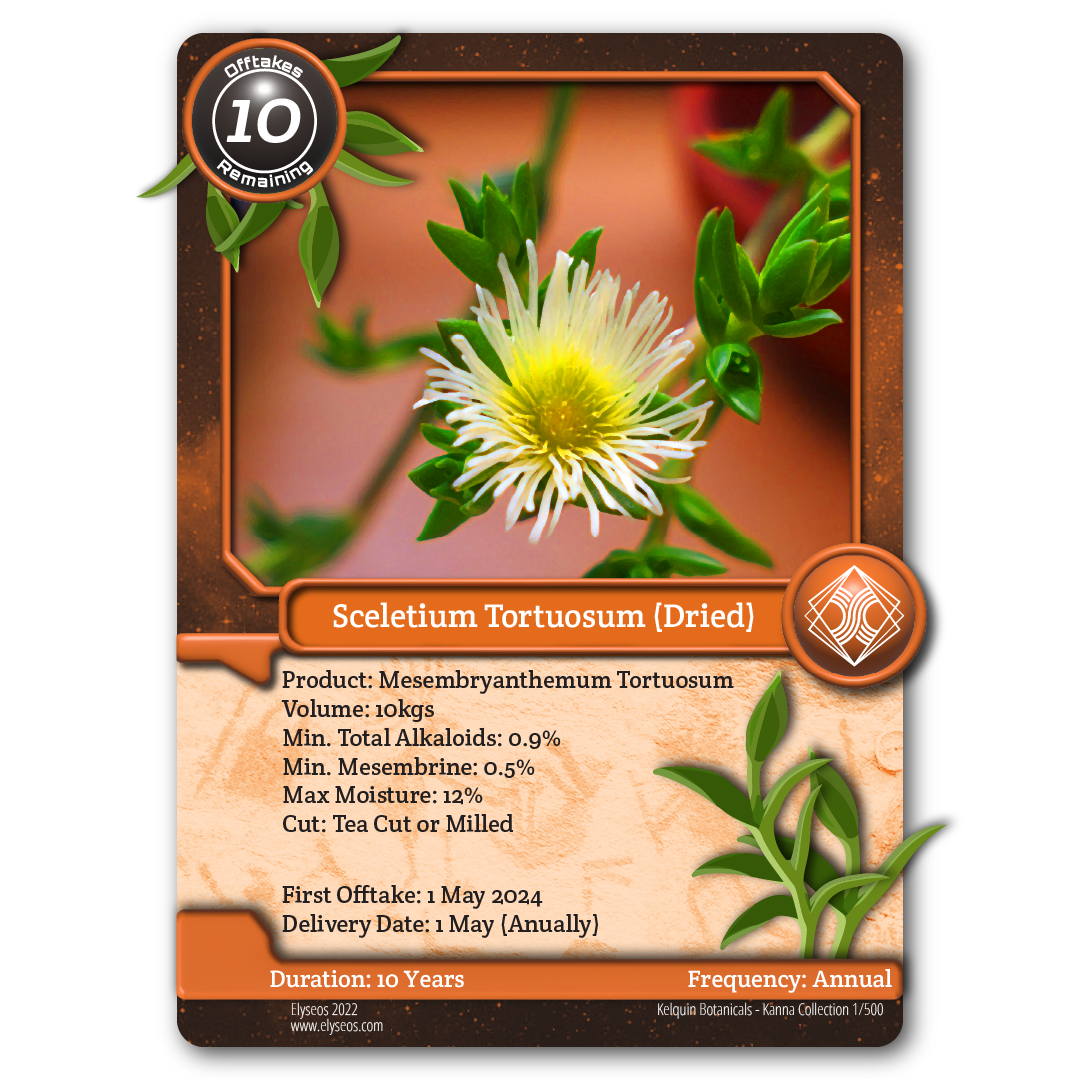 Offtakes
10
Remaining
Sceletium Tortuosum (Dried)
Product: Mesembryanthemum Tortuosum
Volume: 10kgs
Min. Total Alkaloids: 0.9%
Min. Mesembrine: 0.5%
Max Moisture: 12%
Cut: Tea Cut or Milled
First Offtake: 1 May 2024
Delivery Date: 1 May (Anually)
Duration: 10 Years
Frequency: Annual
Elyseos 2022
www.elyseos.com
Kelquin Botanicals - Kanna Collection 1/500